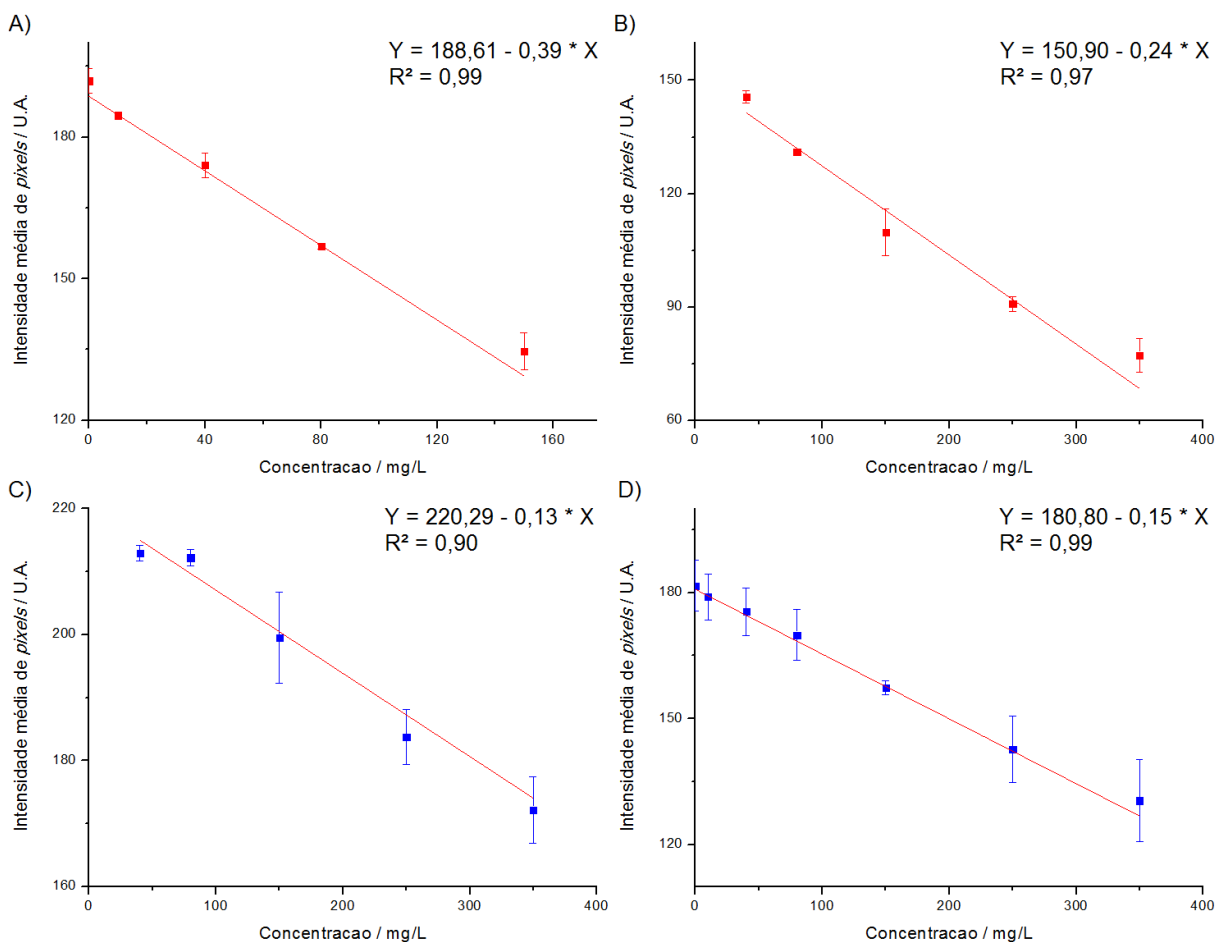 A)
Y = 188,61 - 0,39 * X
R² = 0,99
Intensidade média de pixels / U.A.
180
150
120
0 40 80 120 160
Concentracao / mg/L
B)
Y = 150,90 - 0,24 * X
R² = 0,97
Intensidade média de pixels / U.A.
150
120
90
60
0 100 200 300 400
Concentracao / mg/L
C)
Y = 220,29 - 0,13 * X
R² = 0,90
Intensidade média de pixels / U.A.
220
200
180
160
0 100 200 300 400
Concentracao / mg/L
D)
Y = 180,80 - 0,15 * X
R² = 0,99
Intensidade média de pixels / U.A.
180
150
120
0 100 200 300 400
Concentracao / mg/L